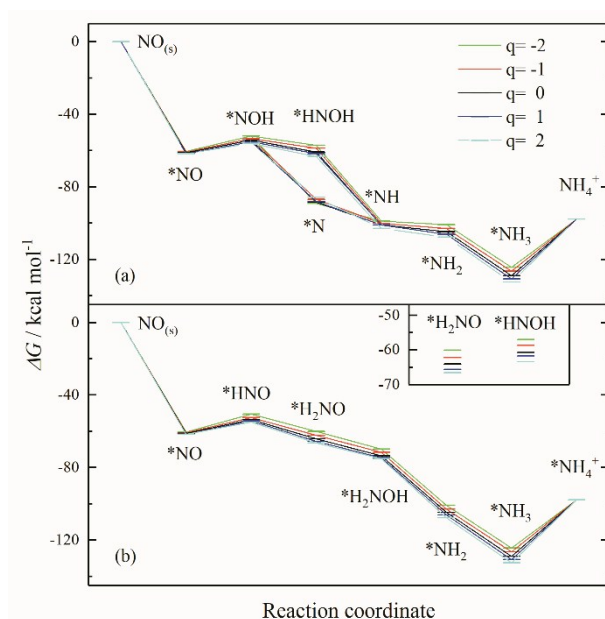 0
-40
-80
-120
NO(s)
*NO
*NOH
*HNOH
*N
*NH
*NH2
*NH3
NH4+
q= -2
q= -1
q= 0
q= 1
q= 2
(a)
ΔG / kcal mol-1
0
-40
-80
-120
NO(s)
*NO
*HNO
*H2NO
*H2NOH
*NH2
*NH3
*NH4+
-50
-60
-70
*H2NO
*HNOH
(b)
Reaction coordinate